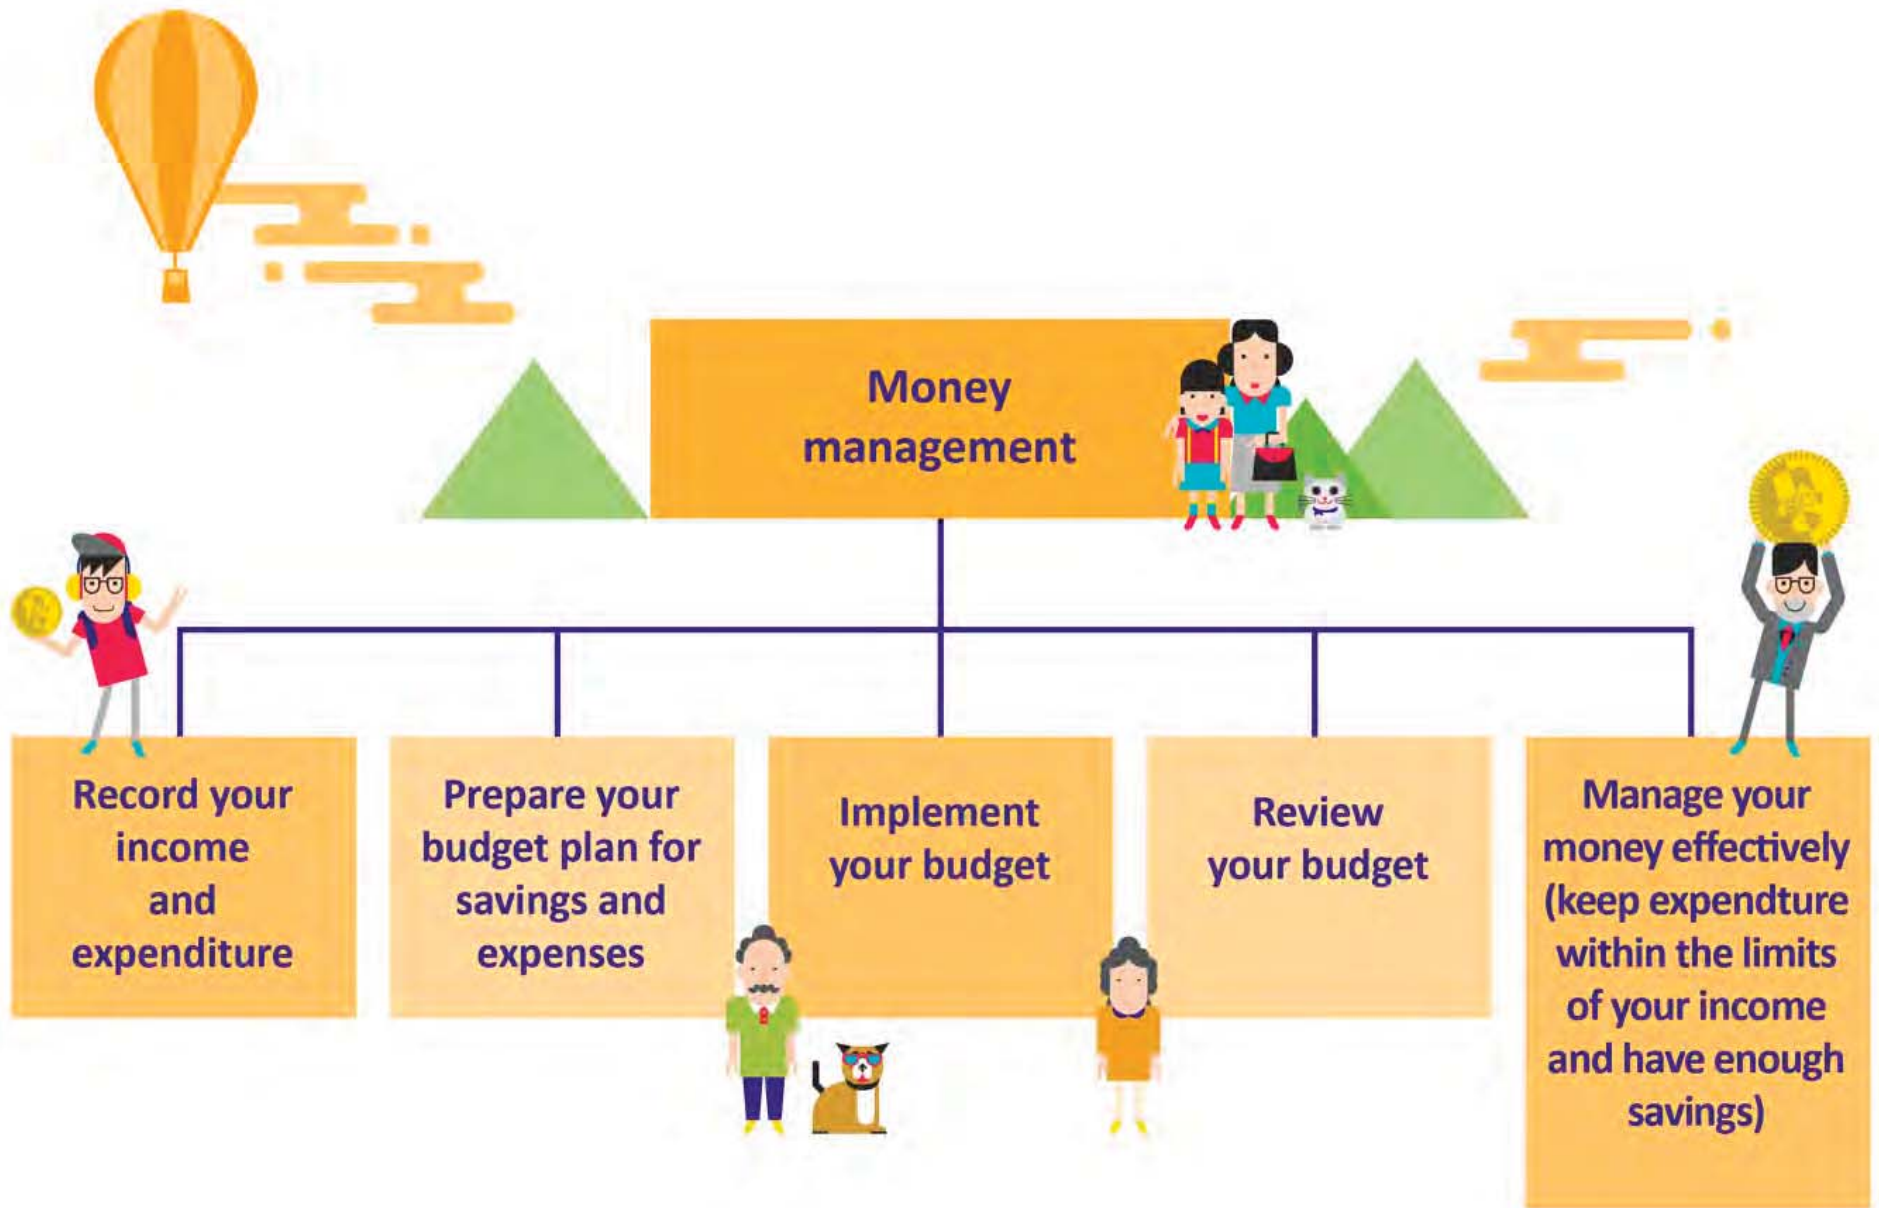 Money
management
Record your
income
and
expenditure
Prepare your
budget plan for
savings and
expenses
Implement
your budget
Review
your budget
Manage your
money effectively
(keep expendture
within the limits
of your income
and have enough
savings)